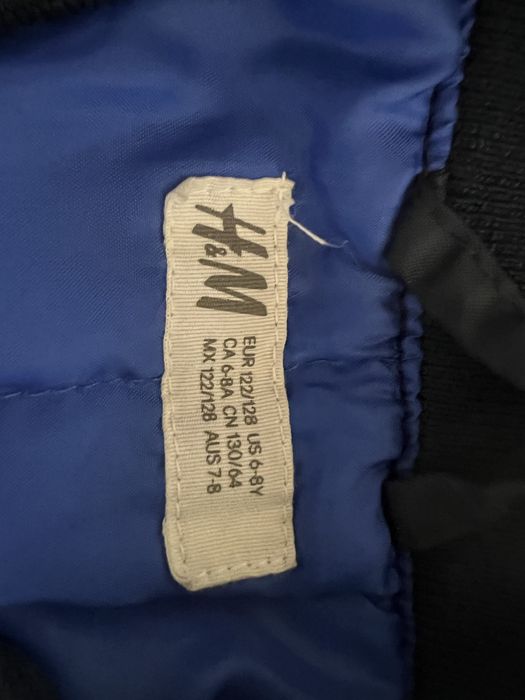 H&M
EUR 122/128 US 6-8Y
CA 6-8A CN 130/64
MX 122/128 AUS 7-8